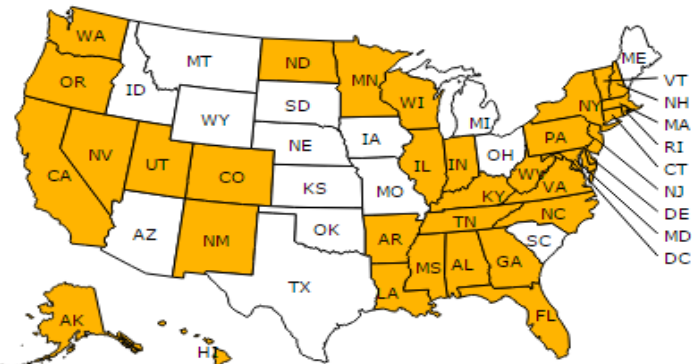 WA
MT
ME
ND
OR
MN
ID
VT
SD
NH
WI
NY
WY
MI
MA
PA
IA
NE
RI
OH
NV
UT
IL
IN
CT
CO
WV
CA
KS
VA
NJ
MO
KY
DE
NC
TN
OK
AZ
MD
NM
AR
SC
DC
GA
MS
AL
TX
LA
FL
AK
HI